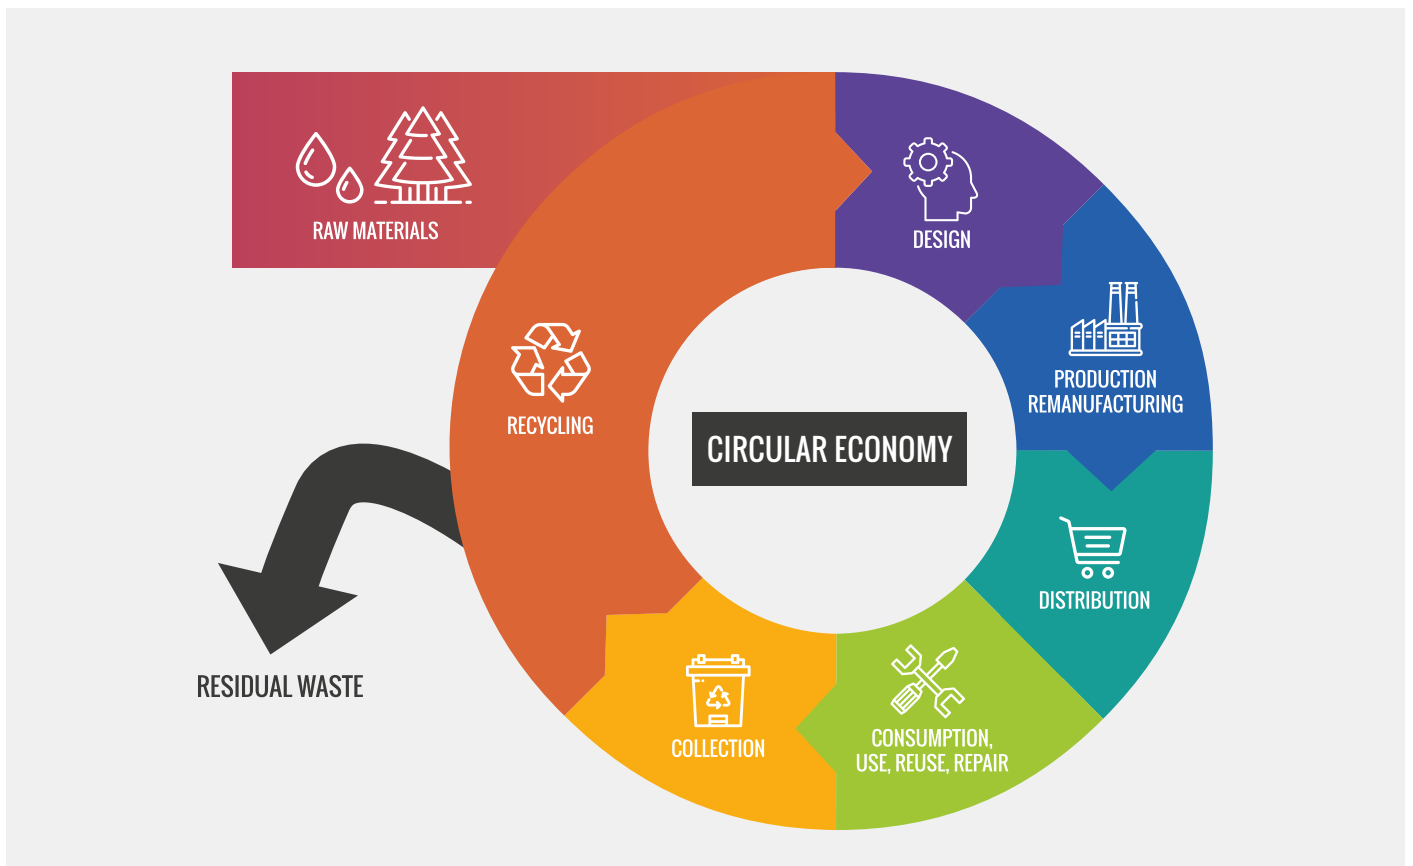 RAW MATERIALS
DESIGN
PRODUCTION
REMANUFACTURING
RECYCLING
CIRCULAR ECONOMY
DISTRIBUTION
RESIDUAL WASTE
COLLECTION
CONSUMPTION,
USE, REUSE, REPAIR